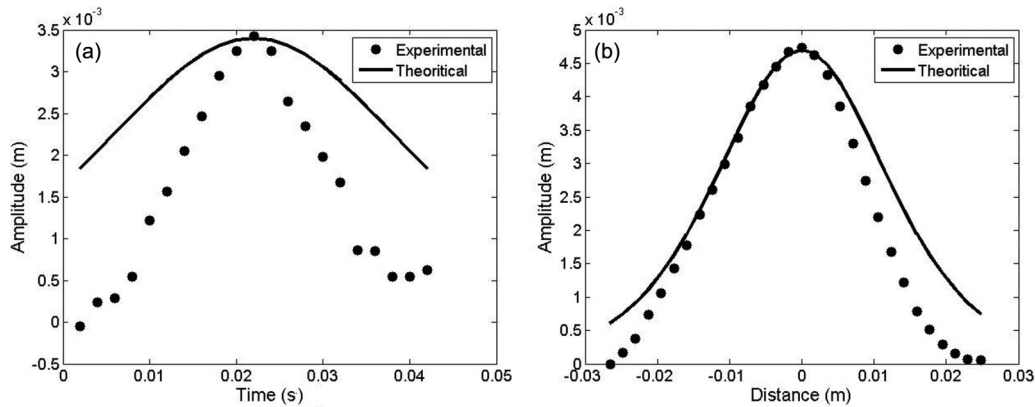 x 10⁻³
3.5
3
2.5
2
1.5
1
0.5
0
-0.5
(a)
Experimental
Theoritical
Amplitude (m)
0
0.01
0.02
0.03
0.04
0.05
Time (s)
x 10⁻³
5
4.5
4
3.5
3
2.5
2
1.5
1
0.5
0
(b)
Experimental
Theoritical
Amplitude (m)
-0.03
-0.02
-0.01
0
0.01
0.02
0.03
Distance (m)